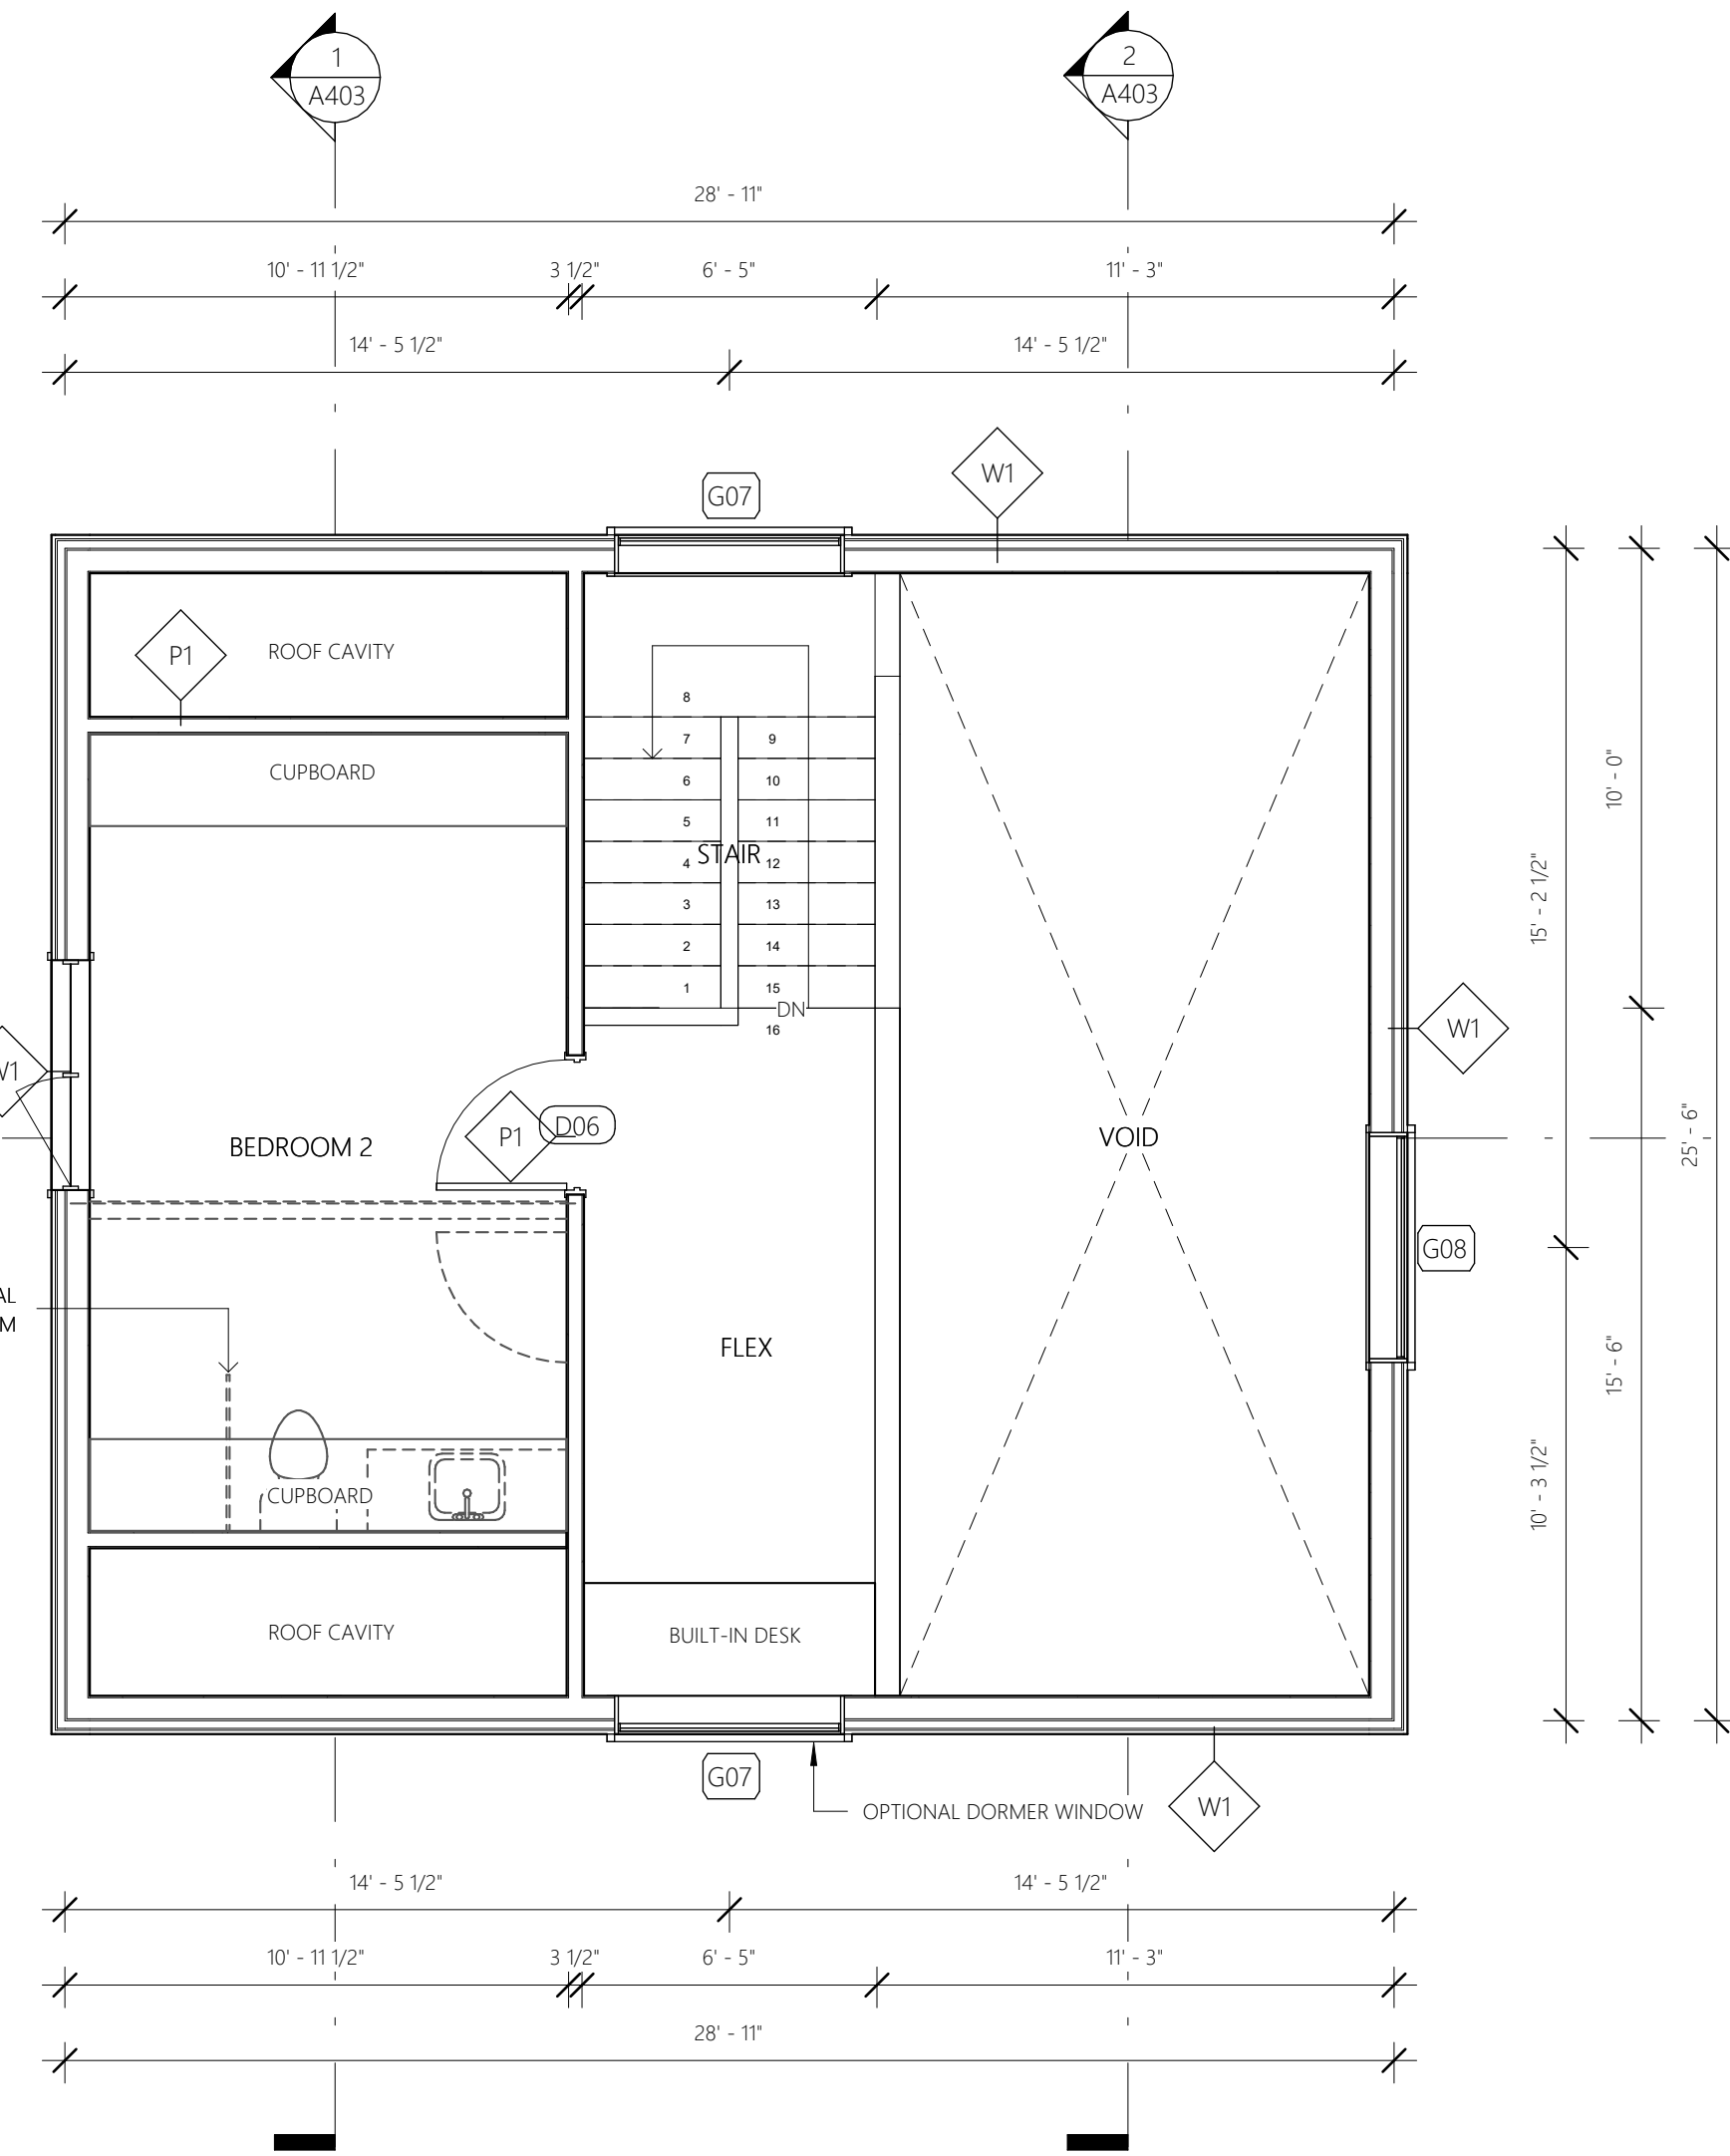 1
A403
2
A403
28' - 11"
10' - 11 1/2"
3 1/2"
6' - 5"
11' - 3"
14' - 5 1/2"
14' - 5 1/2"
G07
W1
P1
ROOF CAVITY
CUPBOARD
8
7
9
6
10
5
11
STAIR
4
12
3
13
2
14
1
15
DN
16
10' - 0"
15' - 2 1/2"
25' - 6"
W1
W1
BEDROOM 2
P1
D06
VOID
G08
AL
M
FLEX
15' - 6"
10' - 3 1/2"
CUPBOARD
ROOF CAVITY
BUILT-IN DESK
G07
OPTIONAL DORMER WINDOW
W1
14' - 5 1/2"
14' - 5 1/2"
10' - 11 1/2"
3 1/2"
6' - 5"
11' - 3"
28' - 11"